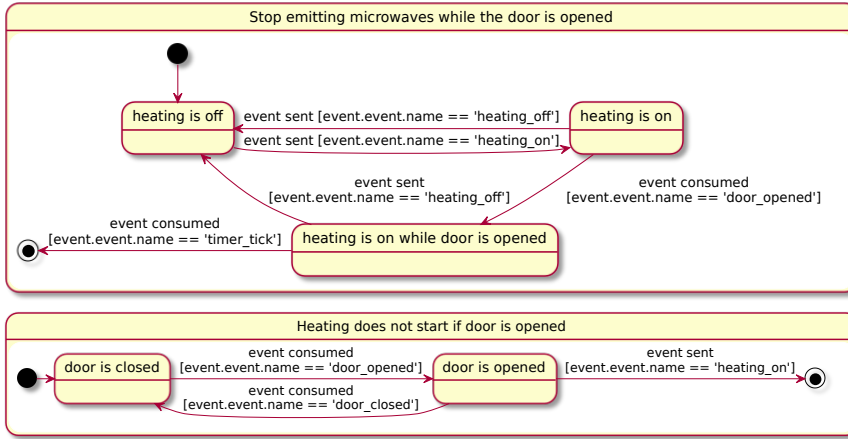 Stop emitting microwaves while the door is opened
heating is off
event sent [event.event.name == 'heating_off']
event sent [event.event.name == 'heating_on']
heating is on
event sent
[event.event.name == 'heating_off']
event consumed
[event.event.name == 'door_opened']
event consumed
[event.event.name == 'timer_tick']
heating is on while door is opened
Heating does not start if door is opened
door is closed
event consumed
[event.event.name == 'door_opened']
event consumed
[event.event.name == 'door_closed']
door is opened
event sent
[event.event.name == 'heating_on']